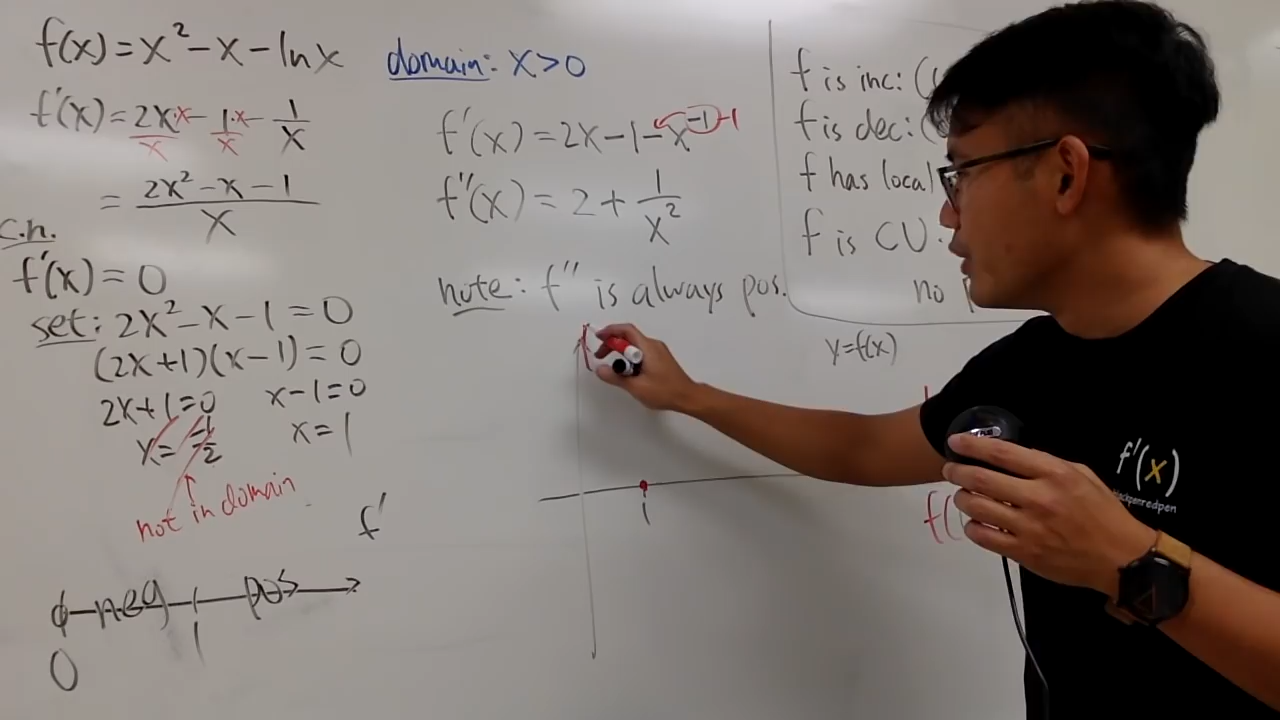 f(x) = x² - x - ln x
f'(x) = 2x·x/x - 1·x/x - 1/x
= (2x² - x - 1)/x
c.n.
f'(x) = 0
set: 2x² - x - 1 = 0
(2x+1)(x-1) = 0
2x+1=0 x-1=0
x = -1/2 x = 1
not in domain
f'
neg pos
0 1
domain: x>0
f'(x) = 2x - 1 - x⁻¹ -1
f''(x) = 2 + 1/x²
note: f'' is always pos.
1
f is inc: (
f is dec: (
f has local
f is CU:
no
y=f(x)
f(
f'(x)
blackpenredpen